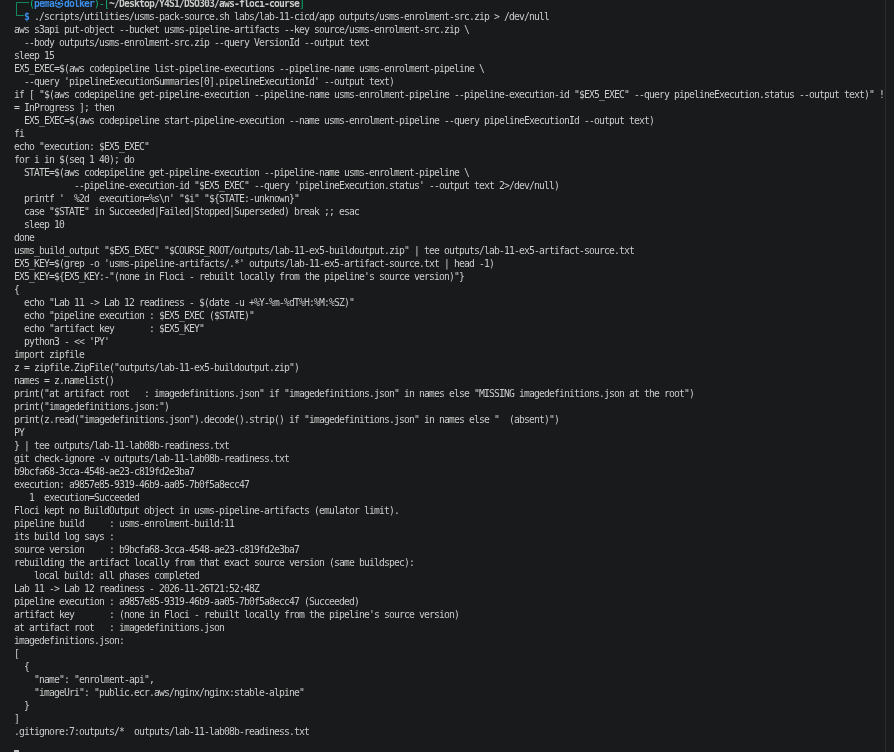 ┌──(pema㉿dolker)-[~/Desktop/Y4S1/DSO303/aws-floci-course]
└─$ ./scripts/utilities/usms-pack-source.sh labs/lab-11-cicd/app outputs/usms-enrolment-src.zip > /dev/null
aws s3api put-object --bucket usms-pipeline-artifacts --key source/usms-enrolment-src.zip \
  --body outputs/usms-enrolment-src.zip --query VersionId --output text
sleep 15
EX5_EXEC=$(aws codepipeline list-pipeline-executions --pipeline-name usms-enrolment-pipeline \
  --query 'pipelineExecutionSummaries[0].pipelineExecutionId' --output text)
if [ "$(aws codepipeline get-pipeline-execution --pipeline-name usms-enrolment-pipeline --pipeline-execution-id "$EX5_EXEC" --query pipelineExecution.status --output text)" !
= InProgress ]; then
  EX5_EXEC=$(aws codepipeline start-pipeline-execution --name usms-enrolment-pipeline --query pipelineExecutionId --output text)
fi
echo "execution: $EX5_EXEC"
for i in $(seq 1 40); do
  STATE=$(aws codepipeline get-pipeline-execution --pipeline-name usms-enrolment-pipeline \
            --pipeline-execution-id "$EX5_EXEC" --query 'pipelineExecution.status' --output text 2>/dev/null)
  printf '  %2d  execution=%s\n' "$i" "${STATE:-unknown}"
  case "$STATE" in Succeeded|Failed|Stopped|Superseded) break ;; esac
  sleep 10
done
usms_build_output "$EX5_EXEC" "$COURSE_ROOT/outputs/lab-11-ex5-buildoutput.zip" | tee outputs/lab-11-ex5-artifact-source.txt
EX5_KEY=$(grep -o 'usms-pipeline-artifacts/.*' outputs/lab-11-ex5-artifact-source.txt | head -1)
EX5_KEY=${EX5_KEY:-"(none in Floci - rebuilt locally from the pipeline's source version)"}
{
  echo "Lab 11 -> Lab 12 readiness - $(date -u +%Y-%m-%dT%H:%M:%SZ)"
  echo "pipeline execution : $EX5_EXEC ($STATE)"
  echo "artifact key       : $EX5_KEY"
  python3 - << 'PY'
import zipfile
z = zipfile.ZipFile("outputs/lab-11-ex5-buildoutput.zip")
names = z.namelist()
print("at artifact root   : imagedefinitions.json" if "imagedefinitions.json" in names else "MISSING imagedefinitions.json at the root")
print("imagedefinitions.json:")
print(z.read("imagedefinitions.json").decode().strip() if "imagedefinitions.json" in names else "  (absent)")
PY
} | tee outputs/lab-11-lab08b-readiness.txt
git check-ignore -v outputs/lab-11-lab08b-readiness.txt
b9bcfa68-3cca-4548-ae23-c819fd2e3ba7
execution: a9857e85-9319-46b9-aa05-7b0f5a8ecc47
   1  execution=Succeeded
Floci kept no BuildOutput object in usms-pipeline-artifacts (emulator limit).
pipeline build     : usms-enrolment-build:11
its build log says :
source version     : b9bcfa68-3cca-4548-ae23-c819fd2e3ba7
rebuilding the artifact locally from that exact source version (same buildspec):
    local build: all phases completed
Lab 11 -> Lab 12 readiness - 2026-11-26T21:52:48Z
pipeline execution : a9857e85-9319-46b9-aa05-7b0f5a8ecc47 (Succeeded)
artifact key       : (none in Floci - rebuilt locally from the pipeline's source version)
at artifact root   : imagedefinitions.json
imagedefinitions.json:
[
  {
    "name": "enrolment-api",
    "imageUri": "public.ecr.aws/nginx/nginx:stable-alpine"
  }
]
.gitignore:7:outputs/*  outputs/lab-11-lab08b-readiness.txt